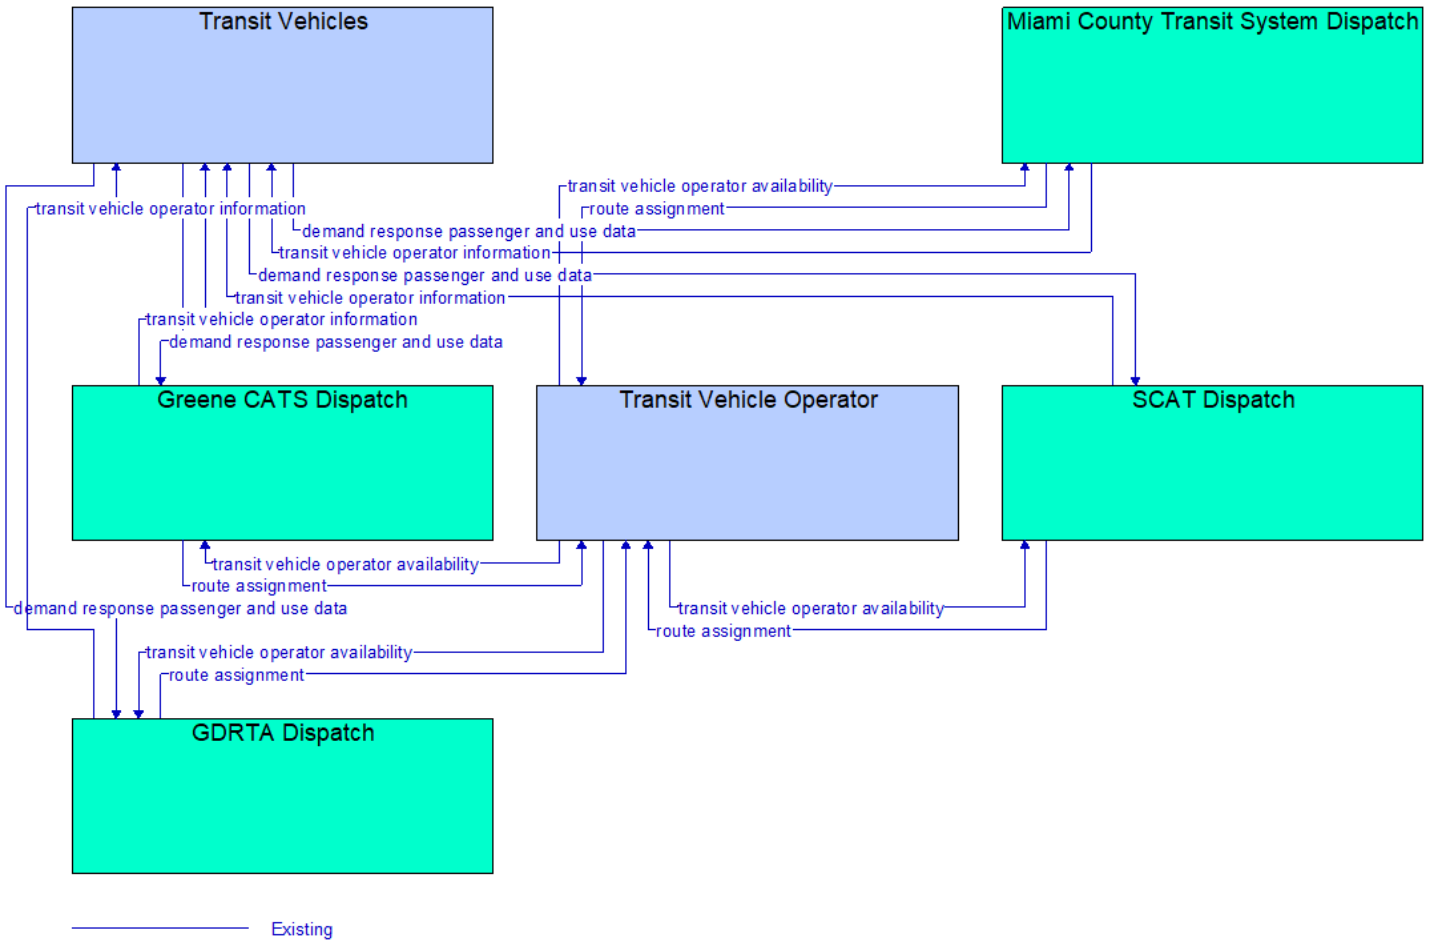 Transit Vehicles
Miami County Transit System Dispatch
transit vehicle operator availability
transit vehicle operator information
route assignment
demand response passenger and use data
transit vehicle operator information
demand response passenger and use data
transit vehicle operator information
transit vehicle operator information
demand response passenger and use data
Greene CATS Dispatch
Transit Vehicle Operator
SCAT Dispatch
transit vehicle operator availability
route assignment
demand response passenger and use data
transit vehicle operator availability
route assignment
transit vehicle operator availability
route assignment
GDRTA Dispatch
Existing